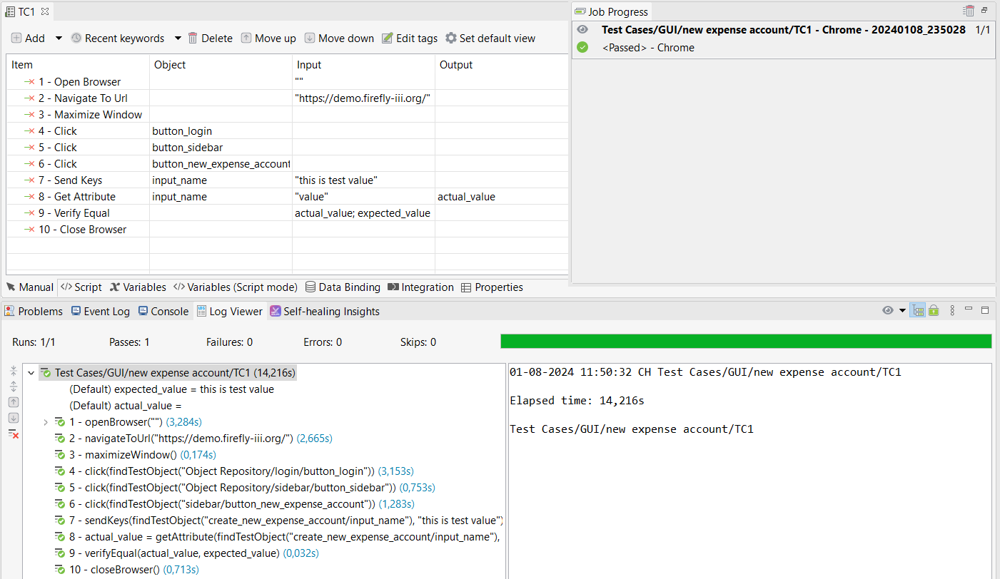 TC1
Add Recent keywords Delete Move up Move down Edit tags Set default view
Item Object Input Output
1 - Open Browser ""
2 - Navigate To Url "https://demo.firefly-iii.org/"
3 - Maximize Window
4 - Click button_login
5 - Click button_sidebar
6 - Click button_new_expense_account
7 - Send Keys input_name "this is test value"
8 - Get Attribute input_name "value" actual_value
9 - Verify Equal actual_value; expected_value
10 - Close Browser
Manual Script Variables Variables (Script mode) Data Binding Integration Properties
Job Progress
Test Cases/GUI/new expense account/TC1 - Chrome - 20240108_235028 1/1
<Passed> - Chrome
Problems Event Log Console Log Viewer Self-healing Insights
Runs: 1/1 Passes: 1 Failures: 0 Errors: 0 Skips: 0
Test Cases/GUI/new expense account/TC1 (14,216s)
(Default) expected_value = this is test value
(Default) actual_value =
1 - openBrowser("") (3,284s)
2 - navigateToUrl("https://demo.firefly-iii.org/") (2,665s)
3 - maximizeWindow() (0,174s)
4 - click(findTestObject("Object Repository/login/button_login")) (3,153s)
5 - click(findTestObject("Object Repository/sidebar/button_sidebar")) (0,753s)
6 - click(findTestObject("sidebar/button_new_expense_account")) (1,283s)
7 - sendKeys(findTestObject("create_new_expense_account/input_name"), "this is test value")
8 - actual_value = getAttribute(findTestObject("create_new_expense_account/input_name"),
9 - verifyEqual(actual_value, expected_value) (0,032s)
10 - closeBrowser() (0,713s)
01-08-2024 11:50:32 CH Test Cases/GUI/new expense account/TC1
Elapsed time: 14,216s
Test Cases/GUI/new expense account/TC1